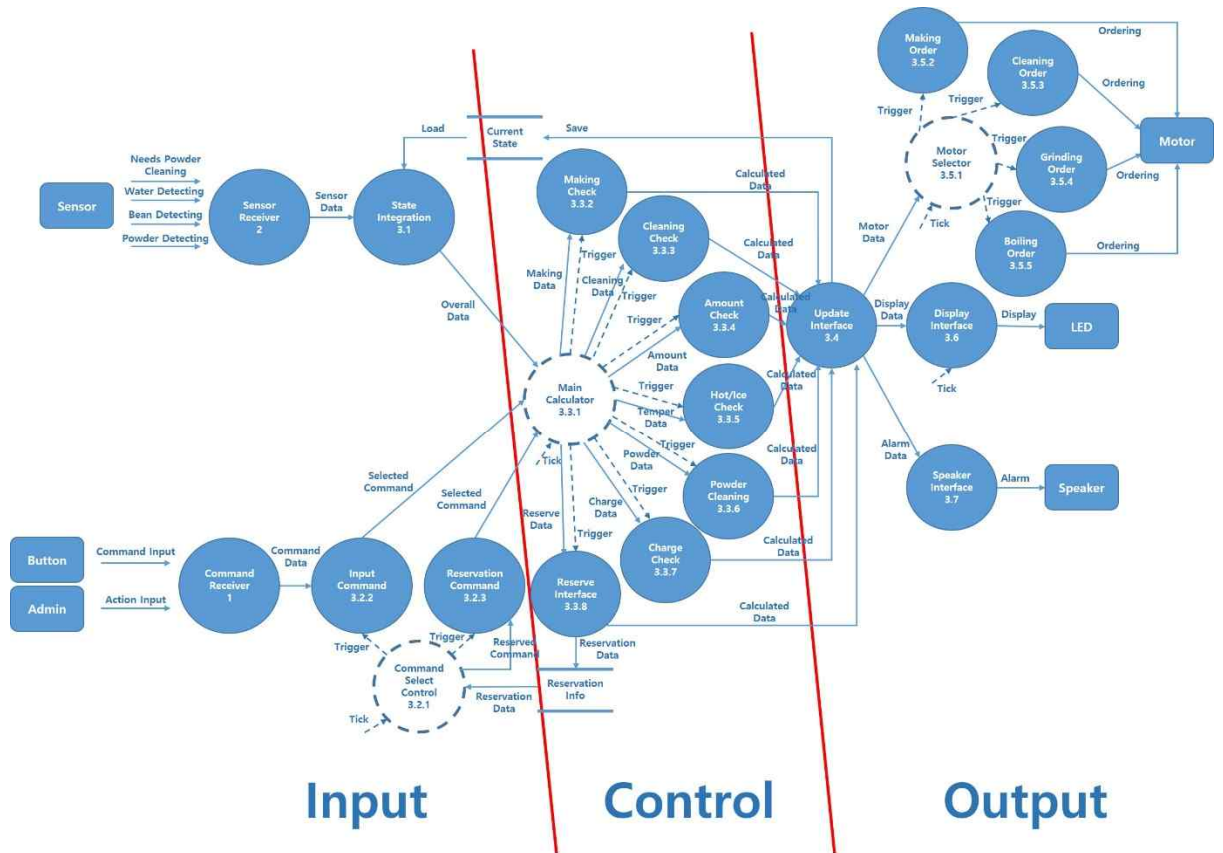 Making
Order
3.5.2
Ordering
Cleaning
Order
3.5.3
Ordering
Trigger
Trigger
Motor
Selector
3.5.1
Trigger
Grinding
Order
3.5.4
Ordering
Motor
Trigger
Tick
Boiling
Order
3.5.5
Ordering
Load
Current
State
Save
Needs Powder
Cleaning
Water Detecting
Bean Detecting
Powder Detecting
Sensor
Sensor
Receiver
2
Sensor
Data
State
Integration
3.1
Overall
Data
Making
Check
3.3.2
Calculated
Data
Cleaning
Check
3.3.3
Calculated
Data
Making
Data
Trigger
Cleaning
Data
Trigger
Amount
Check
3.3.4
Calculated
Data
Trigger
Amount
Data
Main
Calculator
3.3.1
Tick
Trigger
Temper
Data
Hot/Ice
Check
3.3.5
Calculated
Data
Trigger
Powder
Data
Powder
Cleaning
3.3.6
Calculated
Data
Trigger
Charge
Data
Charge
Check
3.3.7
Calculated
Data
Reserve
Data
Trigger
Reserve
Interface
3.3.8
Calculated
Data
Reservation
Data
Reservation
Info
Update
Interface
3.4
Motor
Data
Display
Data
Display
Interface
3.6
Tick
Display
LED
Alarm
Data
Speaker
Interface
3.7
Alarm
Speaker
Selected
Command
Selected
Command
Button
Command Input
Admin
Action Input
Command
Receiver
1
Command
Data
Input
Command
3.2.2
Reservation
Command
3.2.3
Trigger
Trigger
Reserved
Command
Command
Select
Control
3.2.1
Reservation
Data
Tick
Input
Control
Output